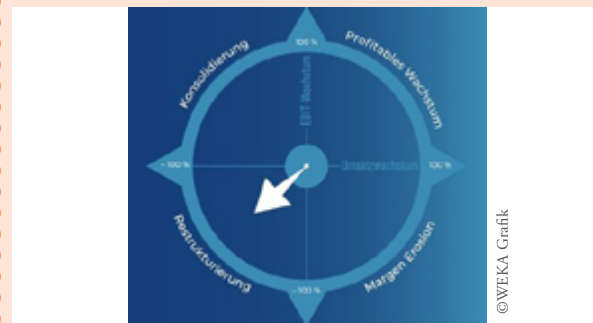 100 %
Konsolidierung
Profitables Wachstum
EBIT-Wachstum
- 100 %
Umsatzwachstum
100 %
Restrukturierung
Margen Erosion
- 100 %
©WEKA Grafik